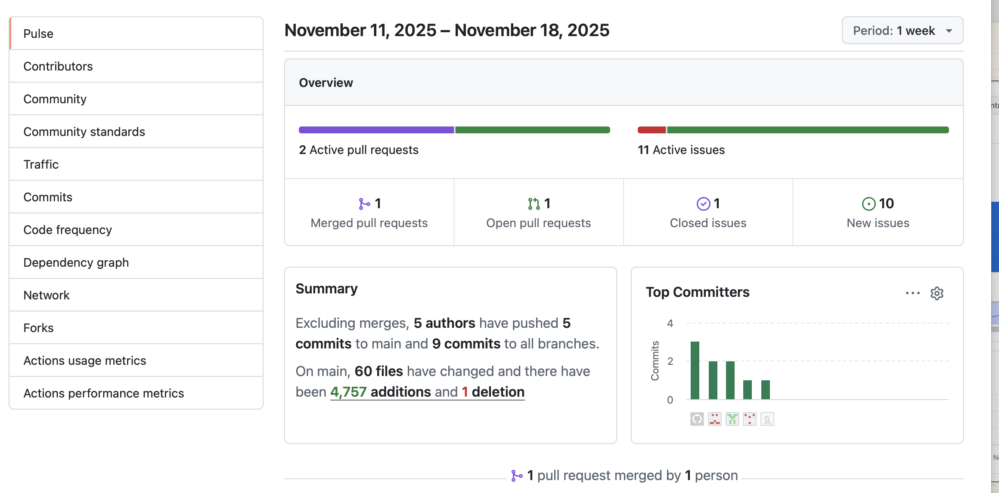 Pulse
Contributors
Community
Community standards
Traffic
Commits
Code frequency
Dependency graph
Network
Forks
Actions usage metrics
Actions performance metrics
November 11, 2025 – November 18, 2025
Period: 1 week
Overview
2 Active pull requests
11 Active issues
1
Merged pull requests
1
Open pull requests
1
Closed issues
10
New issues
Summary
Excluding merges, 5 authors have pushed 5
commits to main and 9 commits to all branches.
On main, 60 files have changed and there have
been 4,757 additions and 1 deletion
Top Committers
Commits
4
2
0
1 pull request merged by 1 person